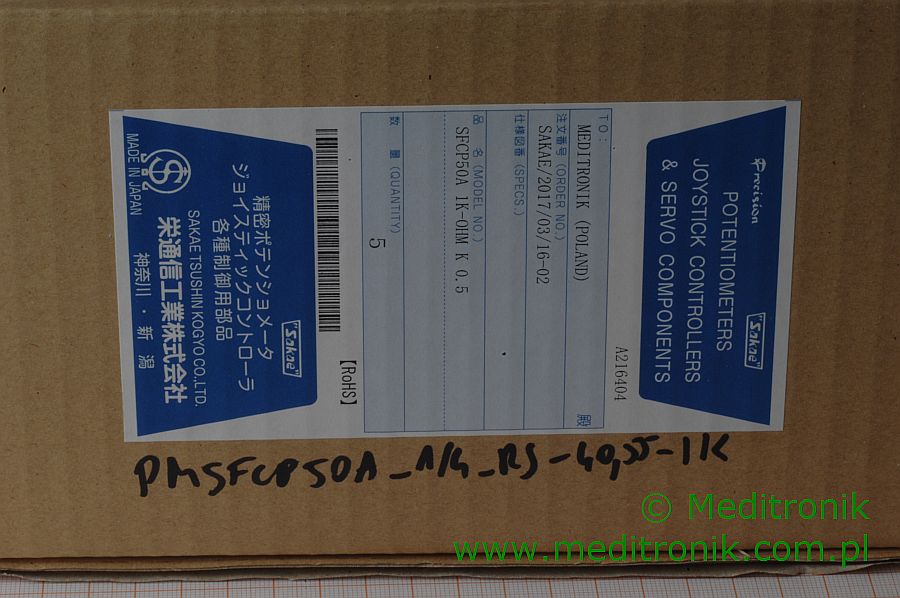 Precision
"Sakae"
POTENTIOMETERS
JOYSTICK CONTROLLERS
& SERVO COMPONENTS
A216404
TO:
MEDITRONIK (POLAND)
殿
注文番号 (ORDER NO.)
SAKAE/2017/03/16-02
仕様図番 (SPECS.)
品 名 (MODEL NO.)
SFCP50A 1K-OHM K 0.5
数 量 (QUANTITY)
5
【RoHS】
"Sakae"
精密ポテンショメータ
ジョイスティックコントローラ
各種制御用部品
SAKAE TSUSHIN KOGYO CO.,LTD.
栄通信工業株式会社
神奈川・新潟
MADE IN JAPAN
PMSFCP50A_1/4_RS-40,55-1K
© Meditronik
www.meditronik.com.pl